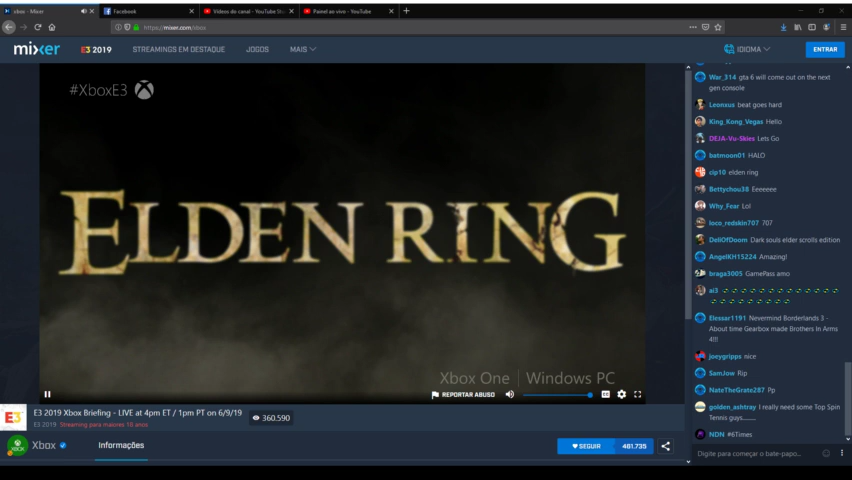 xbox - Mixer
Facebook
Vídeos do canal - YouTube Stu
Painel ao vivo - YouTube
https://mixer.com/xbox
mixer
E3 2019
STREAMINGS EM DESTAQUE
JOGOS
MAIS
IDIOMA
ENTRAR
#XboxE3
ELDEN RING
Xbox One | Windows PC
REPORTAR ABUSO
E3
E3 2019 Xbox Briefing - LIVE at 4pm ET / 1pm PT on 6/9/19
E3 2019 Streaming para maiores 18 anos
360.590
XBOX
Xbox
Informações
SEGUIR
461.735
War_314 gta 6 will come out on the next
gen console
Leonxus beat goes hard
King_Kong_Vegas Hello
DEJA-Vu-Skies Lets Go
batmoon01 HALO
cip10 elden ring
Bettychou38 Eeeeeee
Why_Fear Lol
loco_redskin707 707
DellOfDoom Dark souls elder scrolls edition
AngelKH15224 Amazing!
braga3005 GamePass amo
ai3
Elessar1191 Nevermind Borderlands 3 -
About time Gearbox made Brothers In Arms
4!!!
joeygripps nice
SamJow Rip
NateTheGrate287 Pp
golden_ashtray I really need some Top Spin
Tennis guys.........
NDN #6Times
Digite para começar o bate-papo...